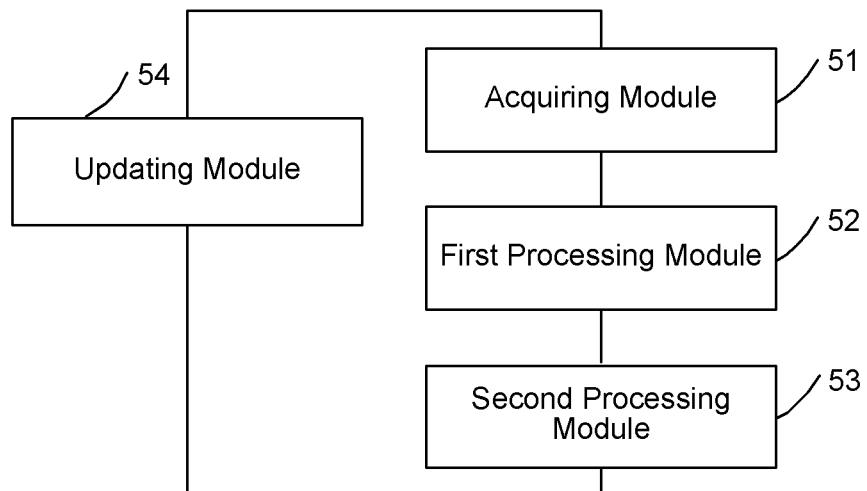 54
Updating Module
51
Acquiring Module
52
First Processing Module
53
Second Processing
Module